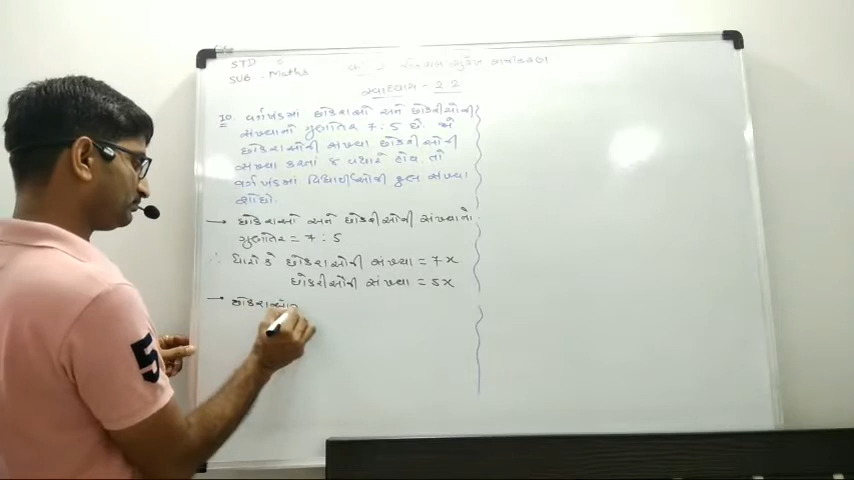 STD
SUB. : Maths
સ્વાધ્યાય - 2.2
10. વર્ગખંડમાં છોકરાઓ અને છોકરીઓની
સંખ્યાનો ગુણોત્તર 7 : 5 છે. જો
છોકરાઓની સંખ્યા છોકરીઓની
સંખ્યા કરતાં 8 વધારે હોય, તો
વર્ગખંડમાં વિદ્યાર્થીઓની કુલ સંખ્યા
શોધો.
→ છોકરાઓ અને છોકરીઓની સંખ્યાનો
ગુણોત્તર = 7 : 5
∴ ધારો કે છોકરાઓની સંખ્યા = 7x
છોકરીઓની સંખ્યા = 5x
→ છોકરાઓન
5